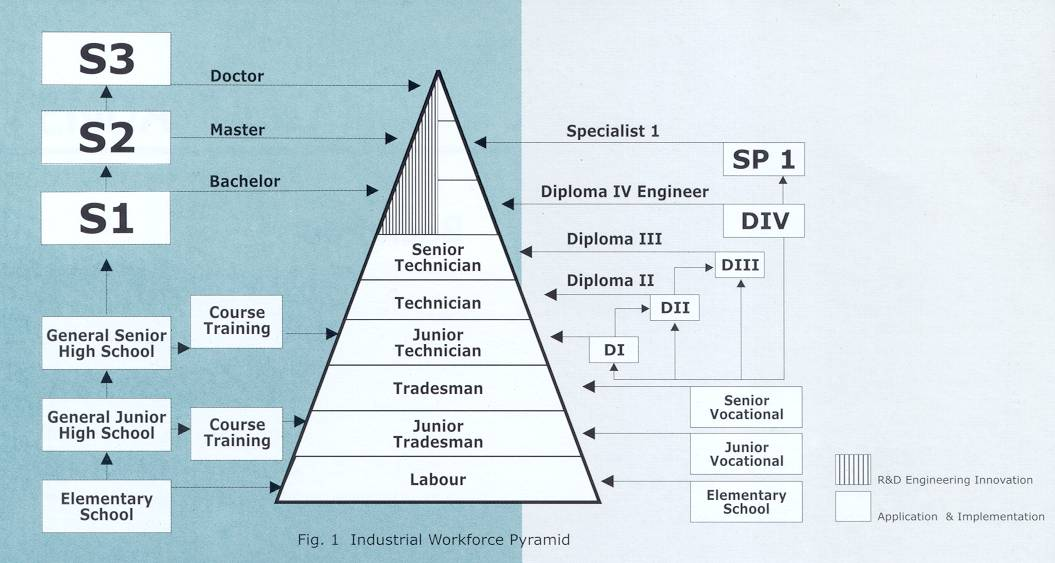 S3
Doctor
S2
Master
S1
Bachelor
General Senior
High School
Course
Training
General Junior
High School
Course
Training
Elementary
School
Senior
Technician
Technician
Junior
Technician
Tradesman
Junior
Tradesman
Labour
Specialist 1
SP 1
Diploma IV Engineer
DIV
Diploma III
DIII
Diploma II
DII
DI
Senior
Vocational
Junior
Vocational
Elementary
School
R&D Engineering Innovation
Application & Implementation
Fig. 1 Industrial Workforce Pyramid